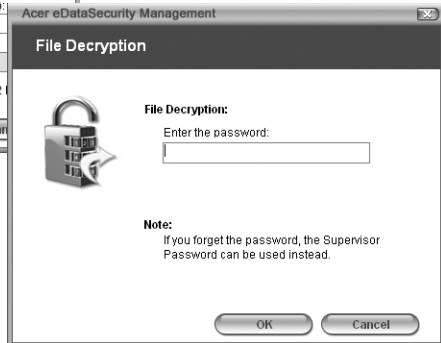 Acer eDataSecurity Management
File Decryption
File Decryption:
Enter the password:
Note:
If you forget the password, the Supervisor
Password can be used instead.
OK
Cancel